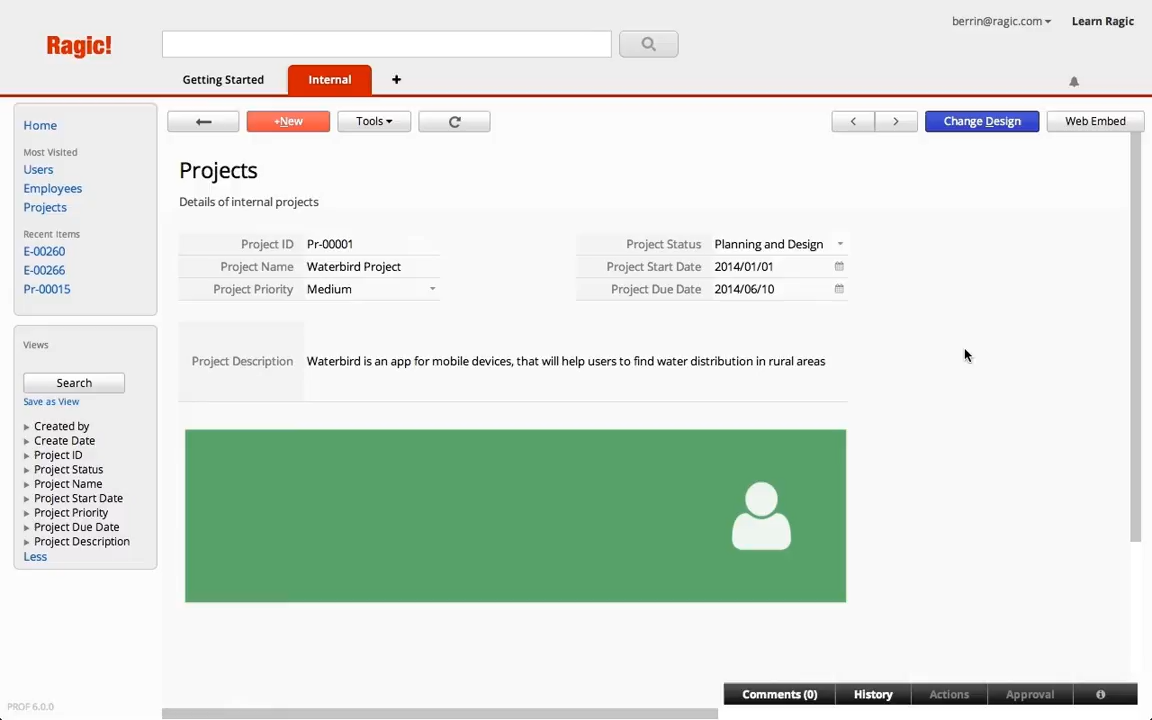 berrin@ragic.com
Learn Ragic
Ragic!
Getting Started
Internal
+
Home
Most Visited
Users
Employees
Projects
Recent Items
E-00260
E-00266
Pr-00015
+New
Tools
Change Design
Web Embed
Projects
Details of internal projects
Project ID Pr-00001
Project Status Planning and Design
Project Name Waterbird Project
Project Start Date 2014/01/01
Project Priority Medium
Project Due Date 2014/06/10
Project Description Waterbird is an app for mobile devices, that will help users to find water distribution in rural areas
Views
Search
Save as View
Created by
Create Date
Project ID
Project Status
Project Name
Project Start Date
Project Priority
Project Due Date
Project Description
Less
Comments (0)
History
Actions
Approval
PROF 6.0.0